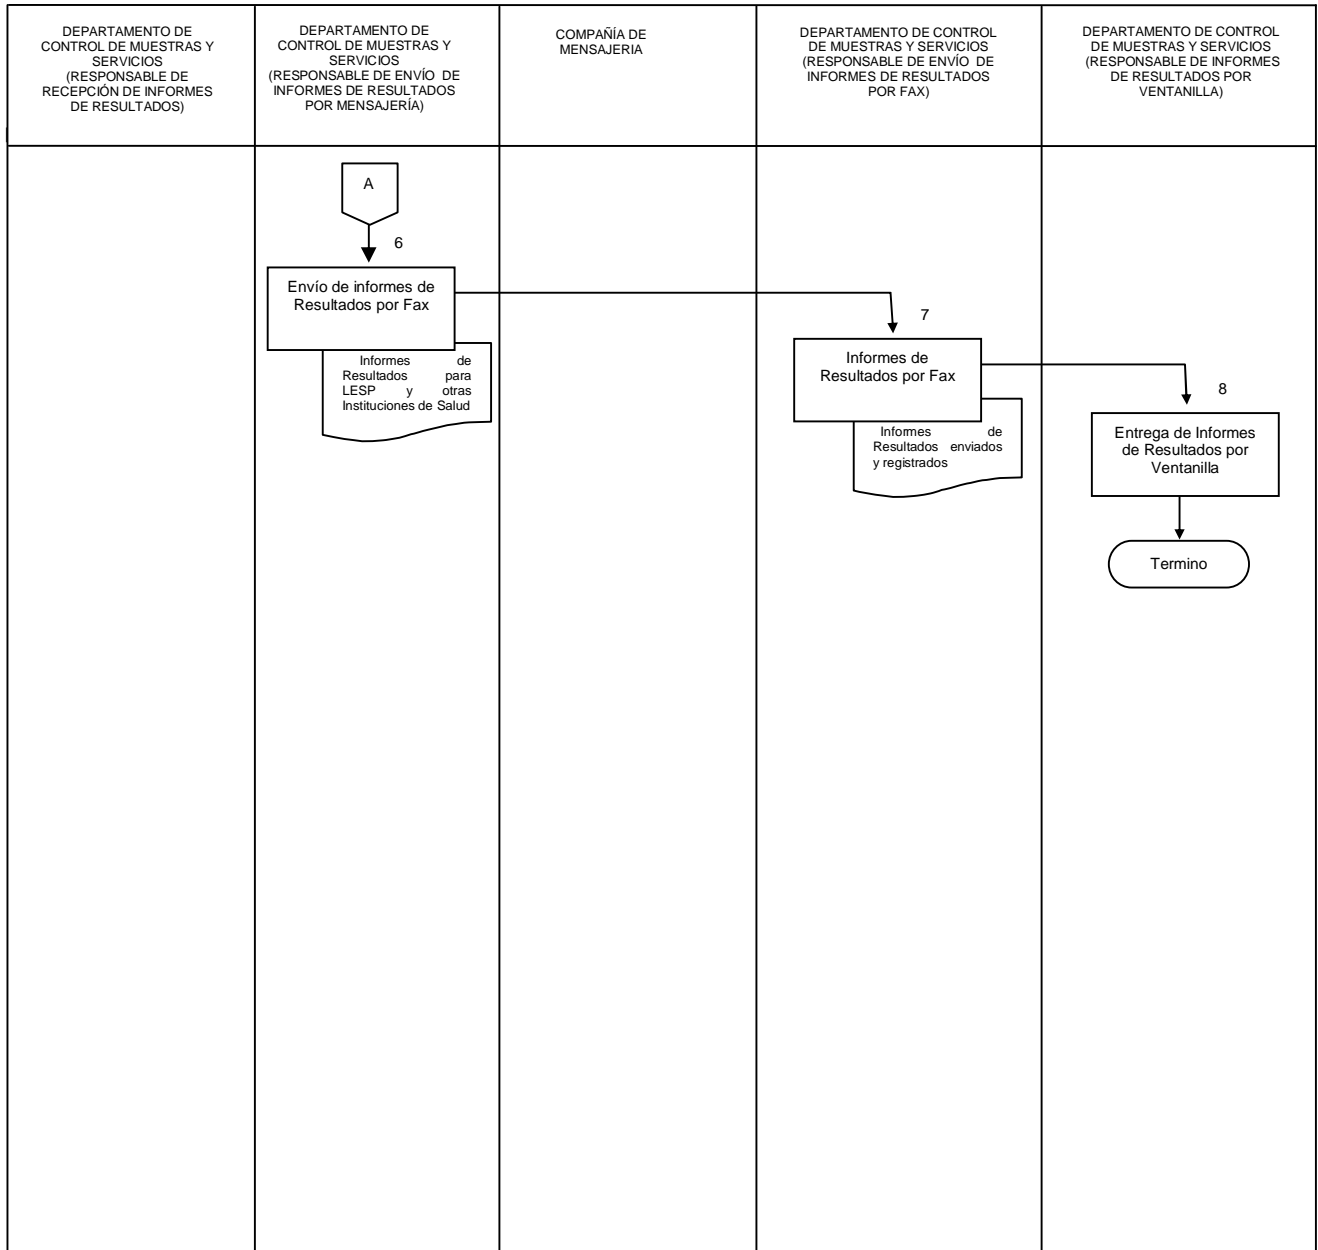 DEPARTAMENTO DE
CONTROL DE MUESTRAS Y
SERVICIOS
(RESPONSABLE DE
RECEPCIÓN DE INFORMES
DE RESULTADOS)
DEPARTAMENTO DE
CONTROL DE MUESTRAS Y
SERVICIOS
(RESPONSABLE DE ENVÍO DE
INFORMES DE RESULTADOS
POR MENSAJERÍA)
COMPAÑÍA DE
MENSAJERIA
DEPARTAMENTO DE CONTROL
DE MUESTRAS Y SERVICIOS
(RESPONSABLE DE ENVÍO DE
INFORMES DE RESULTADOS
POR FAX)
DEPARTAMENTO DE CONTROL
DE MUESTRAS Y SERVICIOS
(RESPONSABLE DE INFORMES
DE RESULTADOS POR
VENTANILLA)
A
6
Envío de informes de
Resultados por Fax
Informes de
Resultados para
LESP y otras
Instituciones de Salud
7
Informes de
Resultados por Fax
Informes de
Resultados enviados
y registrados
8
Entrega de Informes
de Resultados por
Ventanilla
Termino